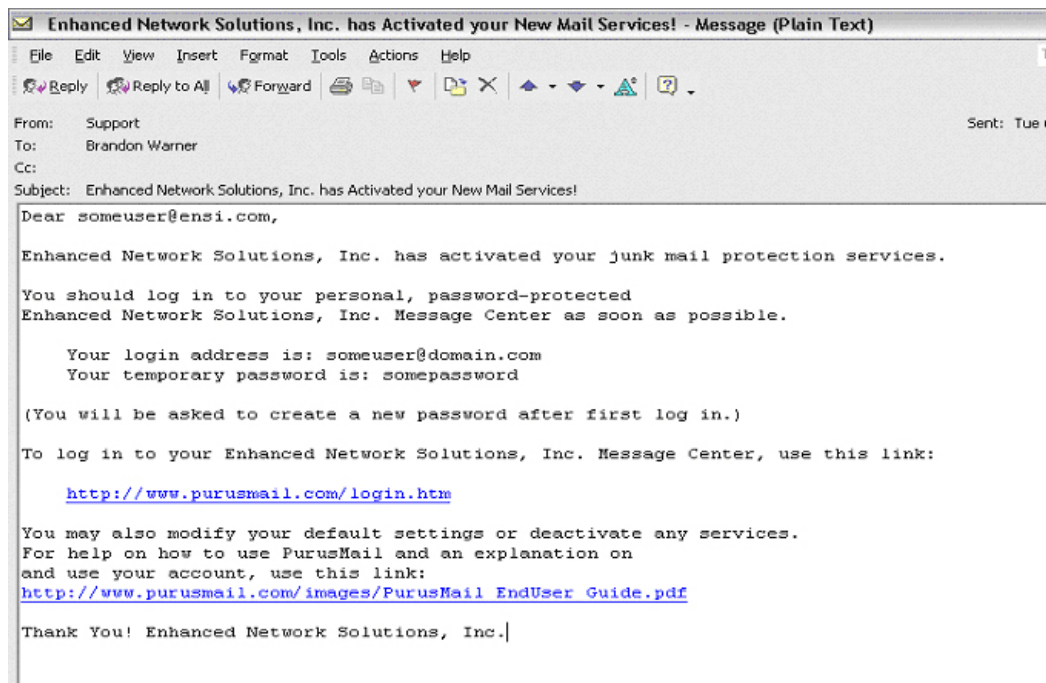 Enhanced Network Solutions, Inc. has Activated your New Mail Services! - Message (Plain Text)
File Edit View Insert Format Tools Actions Help
Reply Reply to All Forward
From: Support Sent: Tue
To: Brandon Warner
Cc:
Subject: Enhanced Network Solutions, Inc. has Activated your New Mail Services!
Dear someuser@ensi.com,
Enhanced Network Solutions, Inc. has activated your junk mail protection services.
You should log in to your personal, password-protected
Enhanced Network Solutions, Inc. Message Center as soon as possible.
Your login address is: someuser@domain.com
Your temporary password is: somepassword
(You will be asked to create a new password after first log in.)
To log in to your Enhanced Network Solutions, Inc. Message Center, use this link:
http://www.purusmail.com/login.htm
You may also modify your default settings or deactivate any services.
For help on how to use PurusMail and an explanation on
and use your account, use this link:
http://www.purusmail.com/images/PurusMail_EndUser_Guide.pdf
Thank You! Enhanced Network Solutions, Inc.